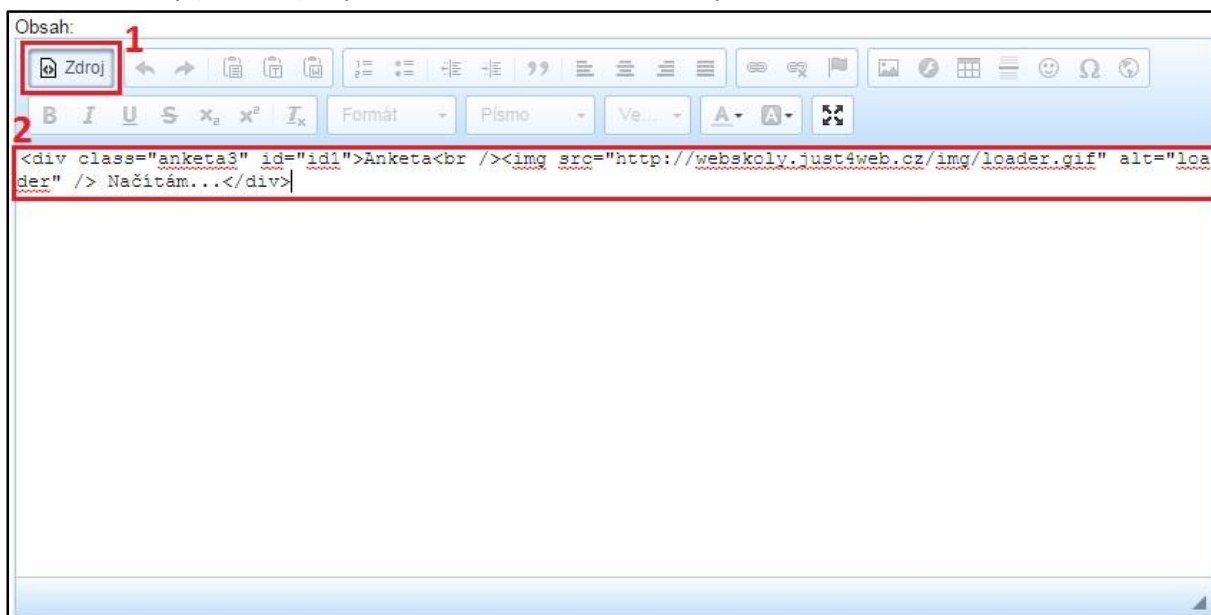 Obsah:
1
Zdroj
B I U S x₂ x² Tx Formát Písmo Ve... A A
2
<div class="anketa3" id="id1">Anketa<br /><img src="http://webskoly.just4web.cz/img/loader.gif" alt="loa
der" /> Načítám...</div>